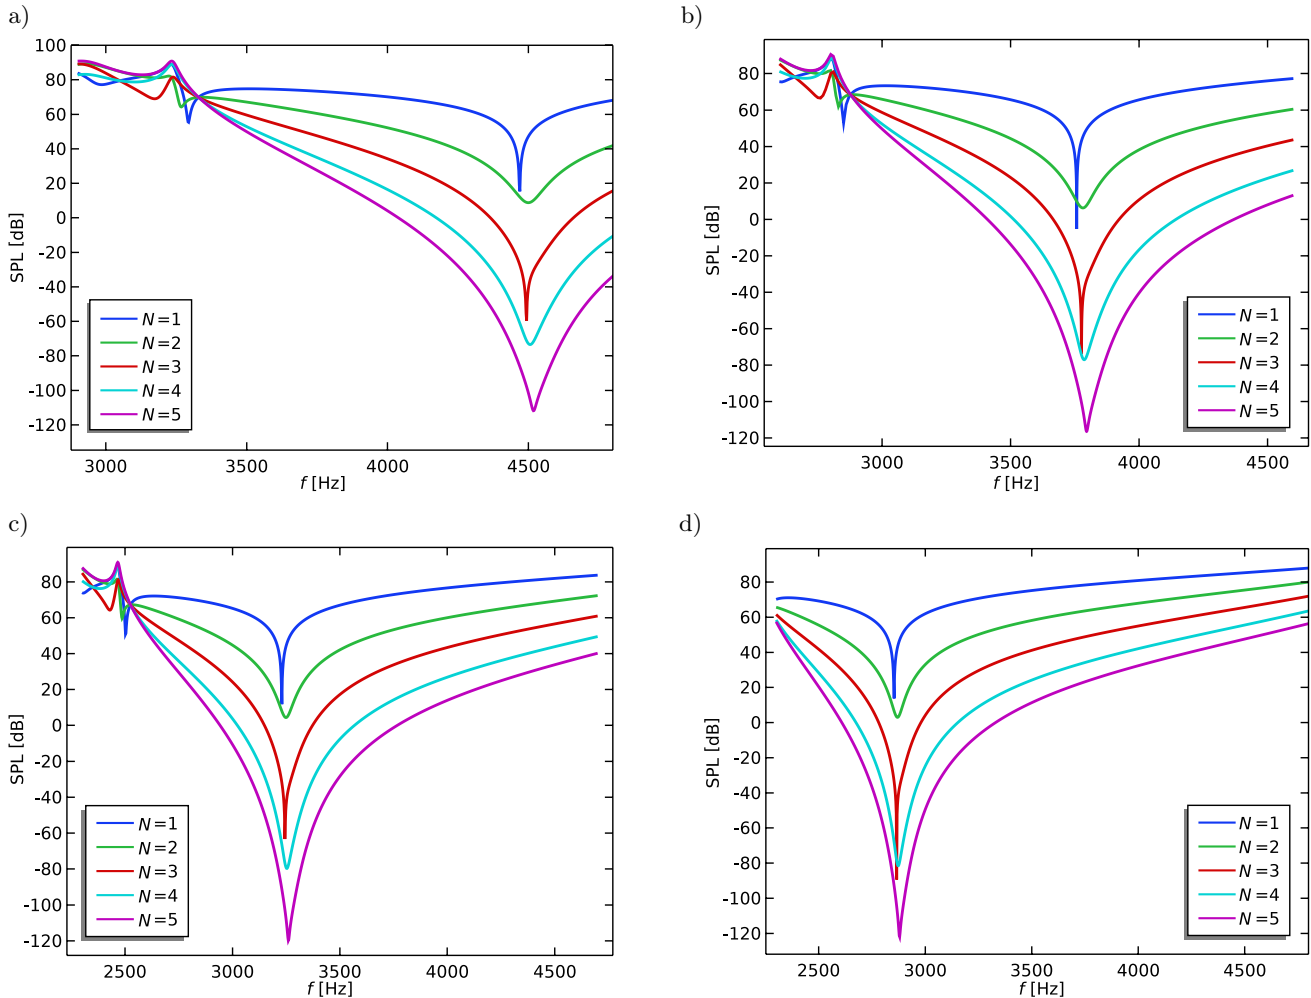 a)
100
80
60
40
20
0
-20
-40
-60
-80
-100
-120
SPL [dB]
3000 3500 4000 4500
f [Hz]
N=1
N=2
N=3
N=4
N=5
b)
80
60
40
20
0
-20
-40
-60
-80
-100
-120
SPL [dB]
3000 3500 4000 4500
f [Hz]
N=1
N=2
N=3
N=4
N=5
c)
80
60
40
20
0
-20
-40
-60
-80
-100
-120
SPL [dB]
2500 3000 3500 4000 4500
f [Hz]
N=1
N=2
N=3
N=4
N=5
d)
80
60
40
20
0
-20
-40
-60
-80
-100
-120
SPL [dB]
2500 3000 3500 4000 4500
f [Hz]
N=1
N=2
N=3
N=4
N=5